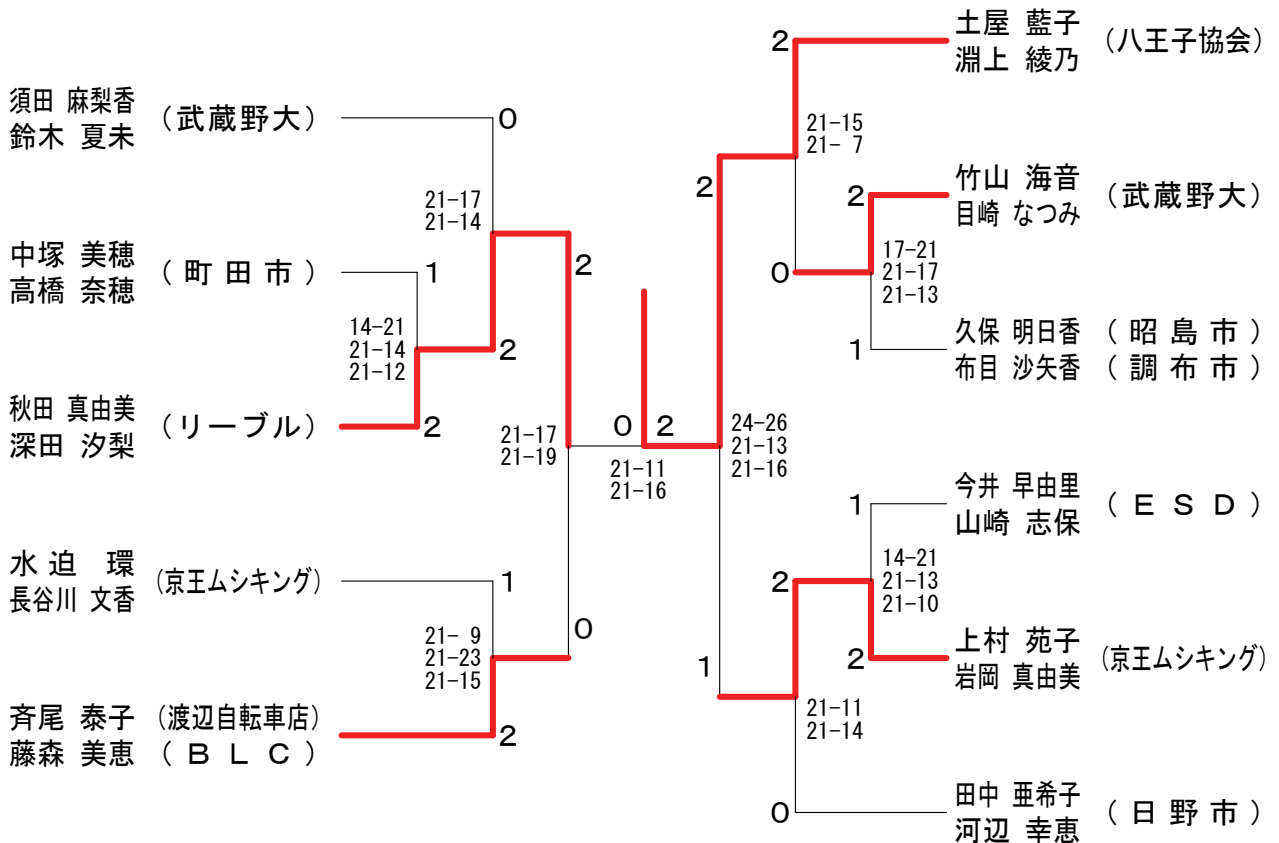 須田 麻梨香
鈴木 夏未
（武蔵野大）
0
21-17
21-14
中塚 美穂
高橋 奈穂
（町田市）
1
14-21
21-14
21-12
2
秋田 真由美
深田 汐梨
（リーブル）
2
2
21-17
21-19
水迫 環
長谷川 文香
（京王ムシキング）
1
21- 9
21-23
21-15
0
斉尾 泰子 （渡辺自転車店）
藤森 美恵 （ＢＬＣ）
2
0 2
21-11
21-16
土屋 藍子
淵上 綾乃
（八王子協会）
2
21-15
21- 7
2
竹山 海音
目崎 なつみ
（武蔵野大）
2
17-21
21-17
21-13
0
久保 明日香 （昭島市）
布目 沙矢香 （調布市）
1
24-26
21-13
21-16
今井 早由里
山崎 志保
（ＥＳＤ）
1
14-21
21-13
21-10
2
上村 苑子
岩岡 真由美
（京王ムシキング）
2
1
21-11
21-14
田中 亜希子
河辺 幸恵
（日野市）
0